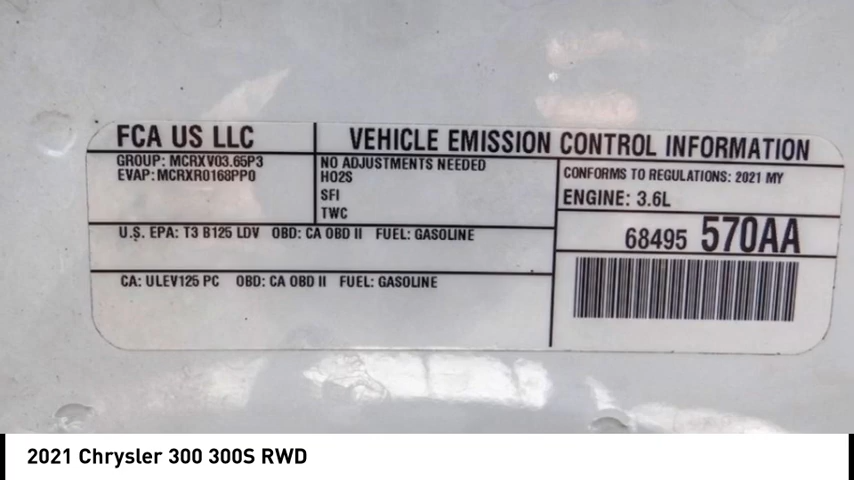 FCA US LLC
VEHICLE EMISSION CONTROL INFORMATION
GROUP: MCRXV03.65P3
EVAP: MCRXR0168PP0
NO ADJUSTMENTS NEEDED
HO2S
SFI
TWC
CONFORMS TO REGULATIONS: 2021 MY
ENGINE: 3.6L
U.S. EPA: T3 B125 LDV OBD: CA OBD II FUEL: GASOLINE
68495 570AA
CA: ULEV125 PC OBD: CA OBD II FUEL: GASOLINE
2021 Chrysler 300 300S RWD